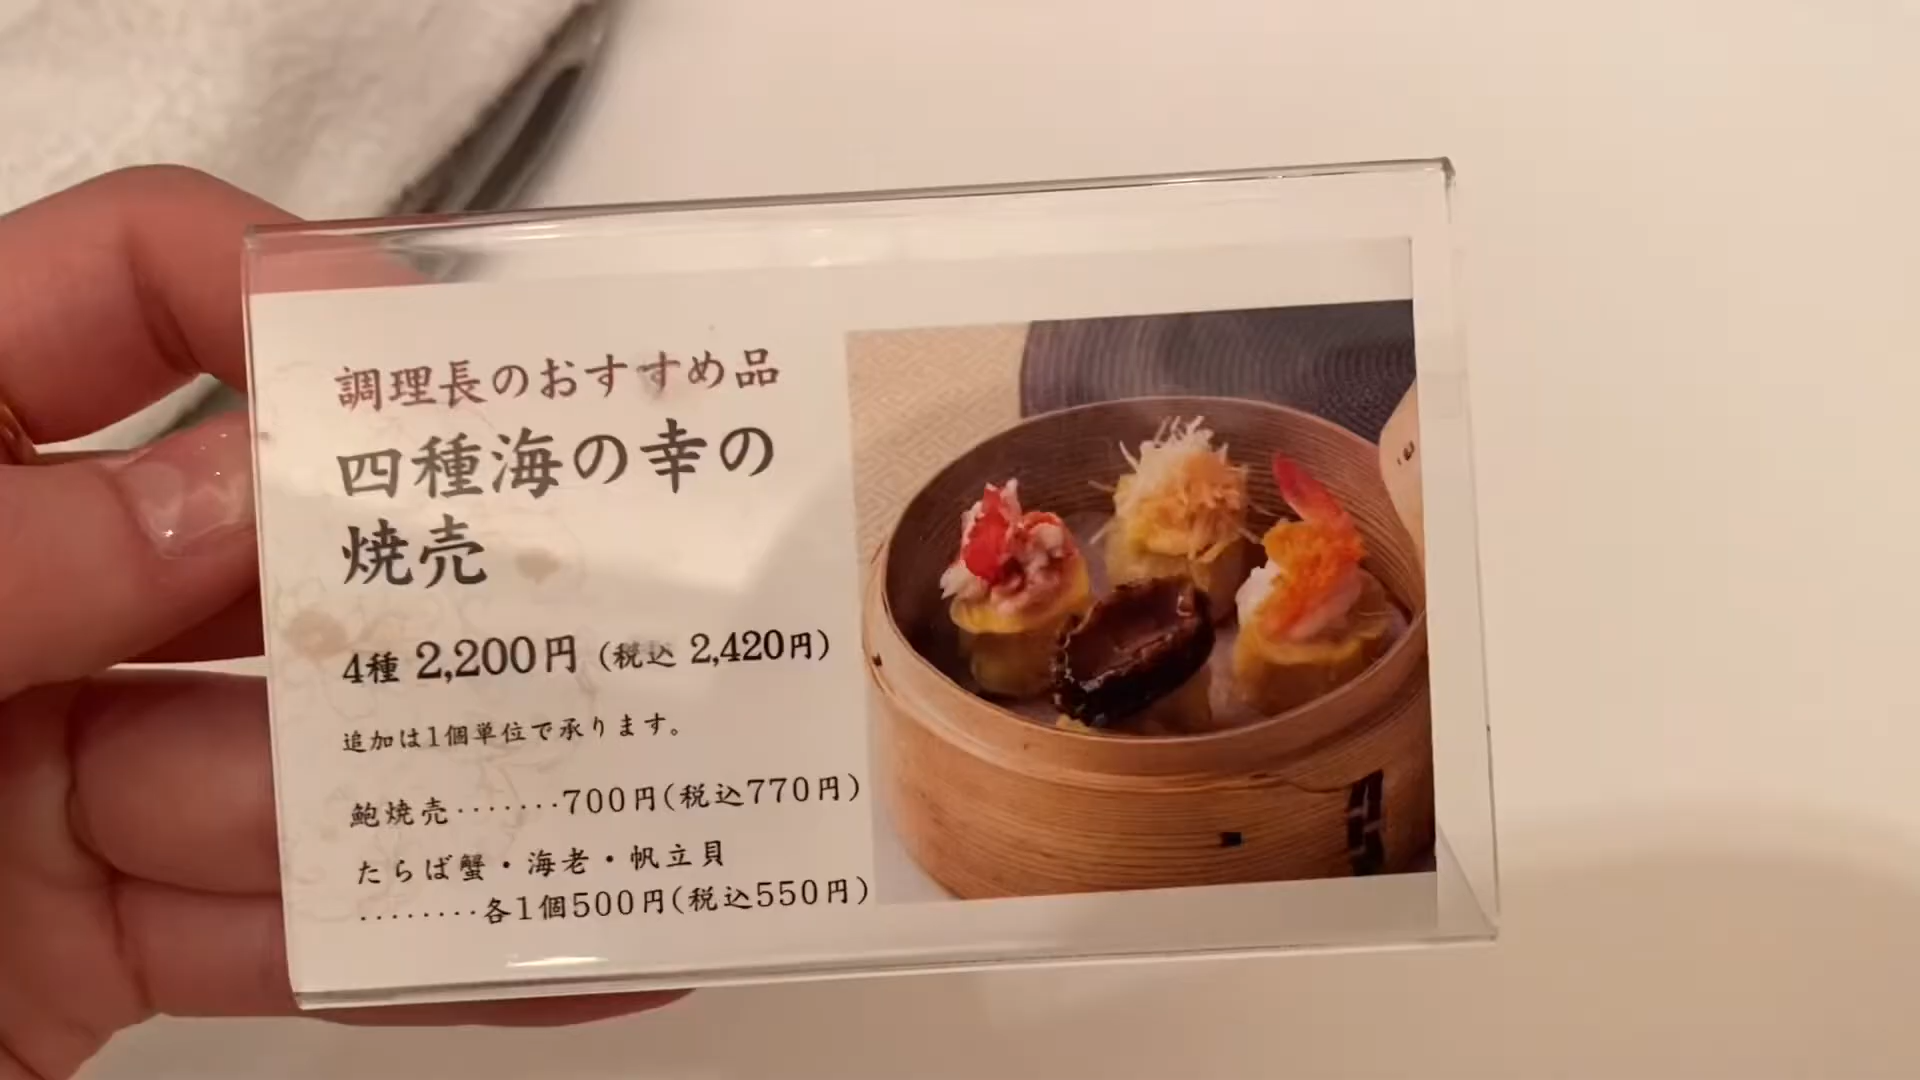 調理長のおすすめ品
四種海の幸の
焼売
4種 2,200円 (税込 2,420円)
追加は1個単位で承ります。
鮑焼売·······700円(税込770円)
たらば蟹・海老・帆立貝
········各1個500円(税込550円)